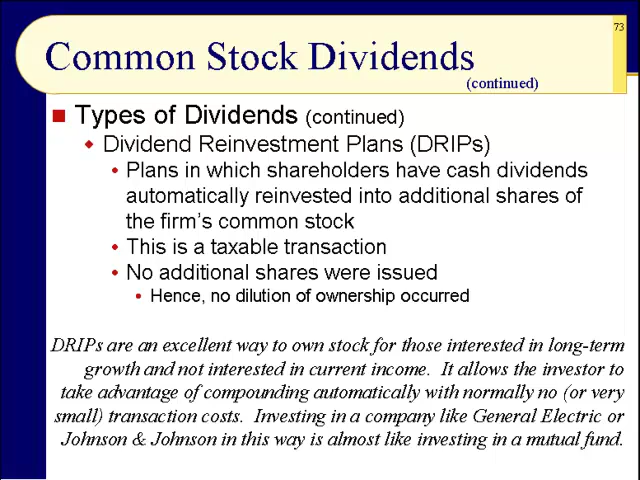 73
Common Stock Dividends
(continued)
■ Types of Dividends (continued)
◆ Dividend Reinvestment Plans (DRIPs)
• Plans in which shareholders have cash dividends
automatically reinvested into additional shares of
the firm's common stock
• This is a taxable transaction
• No additional shares were issued
• Hence, no dilution of ownership occurred
DRIPs are an excellent way to own stock for those interested in long-term
growth and not interested in current income. It allows the investor to
take advantage of compounding automatically with normally no (or very
small) transaction costs. Investing in a company like General Electric or
Johnson & Johnson in this way is almost like investing in a mutual fund.